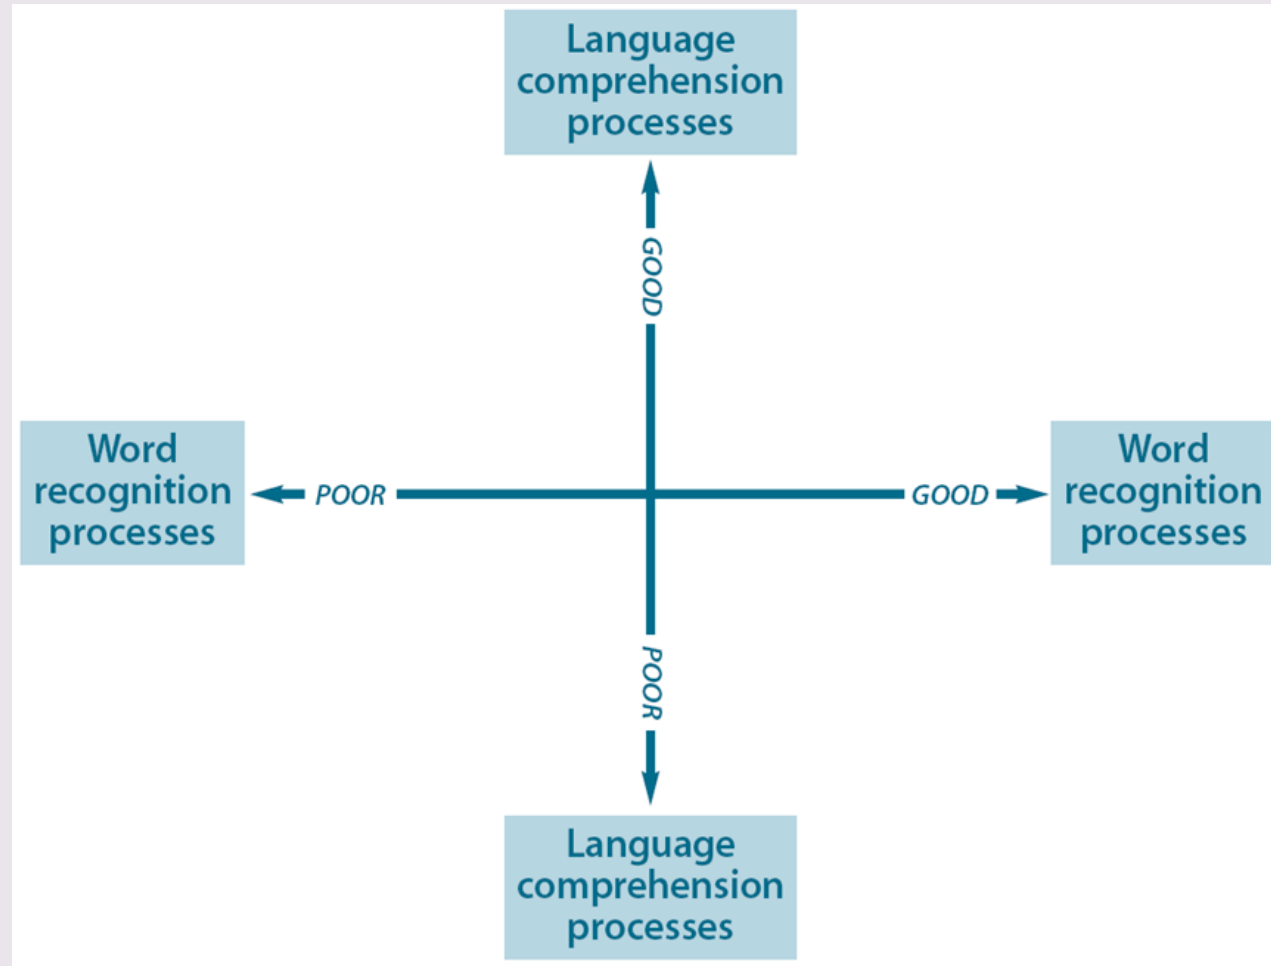 Language
comprehension
processes
GOOD
Word
recognition
processes
POOR
GOOD
Word
recognition
processes
POOR
Language
comprehension
processes